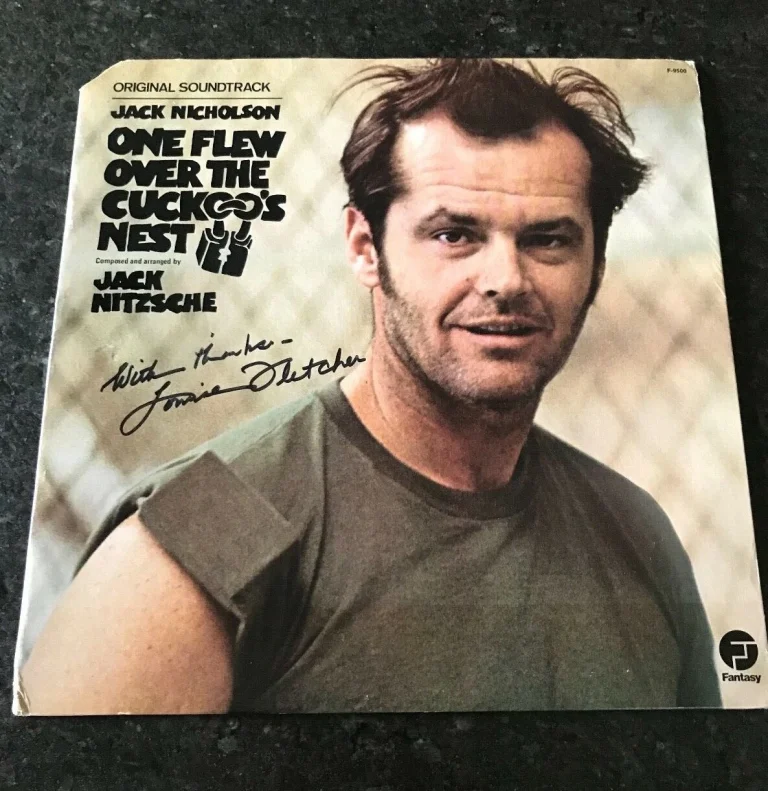 ORIGINAL SOUNDTRACK
F-9500
JACK NICHOLSON
ONE FLEW
OVER THE
CUCKOO'S
NEST
Composed and arranged by
JACK
NITZSCHE
With thanks-
Louise Fletcher
Fantasy